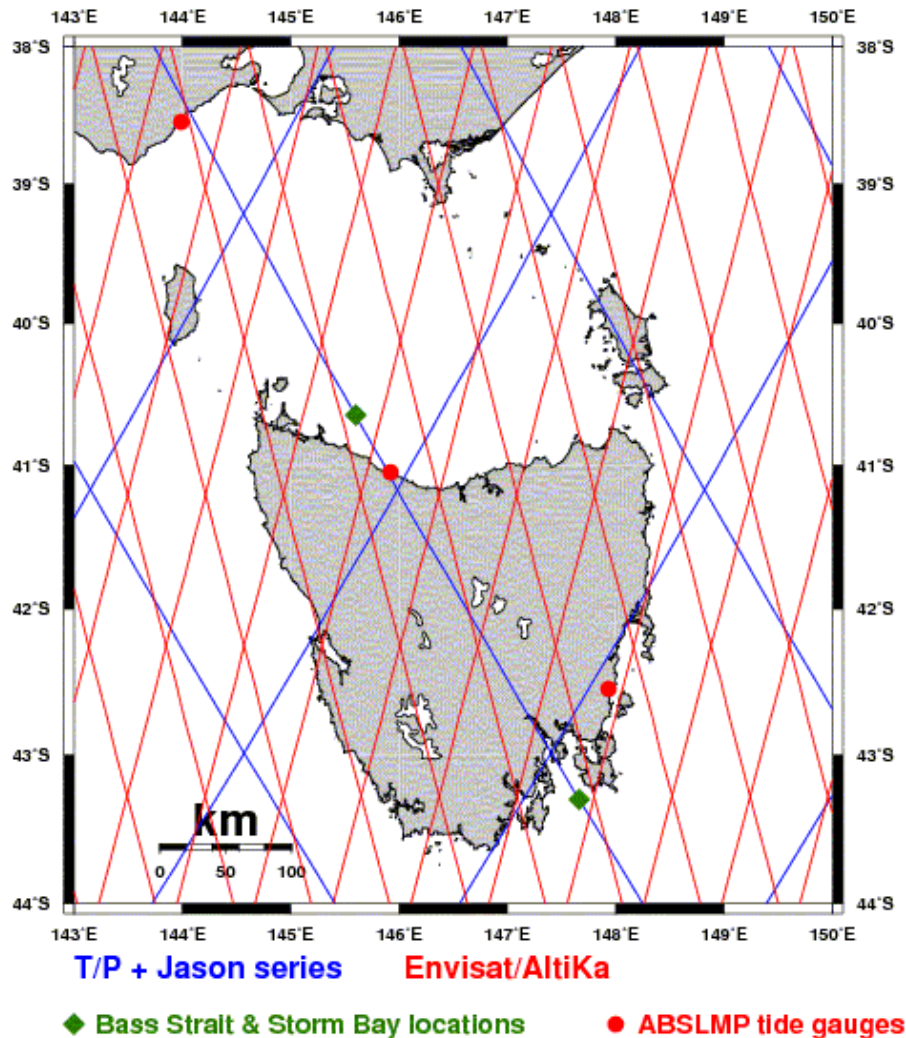 143°E 144°E 145°E 146°E 147°E 148°E 149°E 150°E
38°S 38°S
39°S 39°S
40°S 40°S
41°S 41°S
42°S 42°S
43°S 43°S
km
0 50 100
44°S 44°S
143°E 144°E 145°E 146°E 147°E 148°E 149°E 150°E
T/P + Jason series Envisat/AltiKa
Bass Strait & Storm Bay locations ABSLMP tide gauges